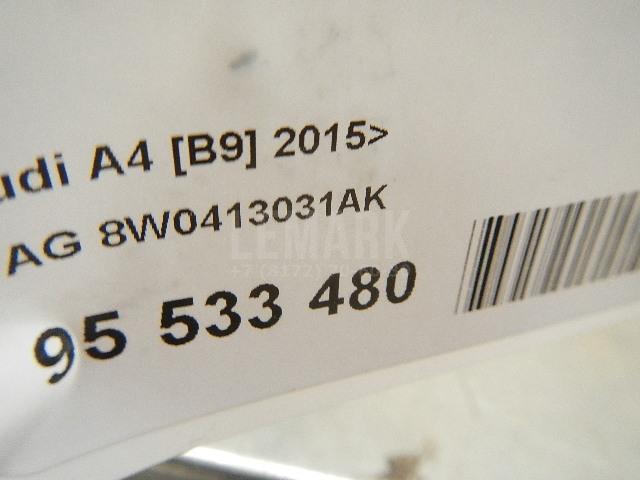 udi A4 [B9] 2015>
AG 8W0413031AK
LEMARK
95 533 480